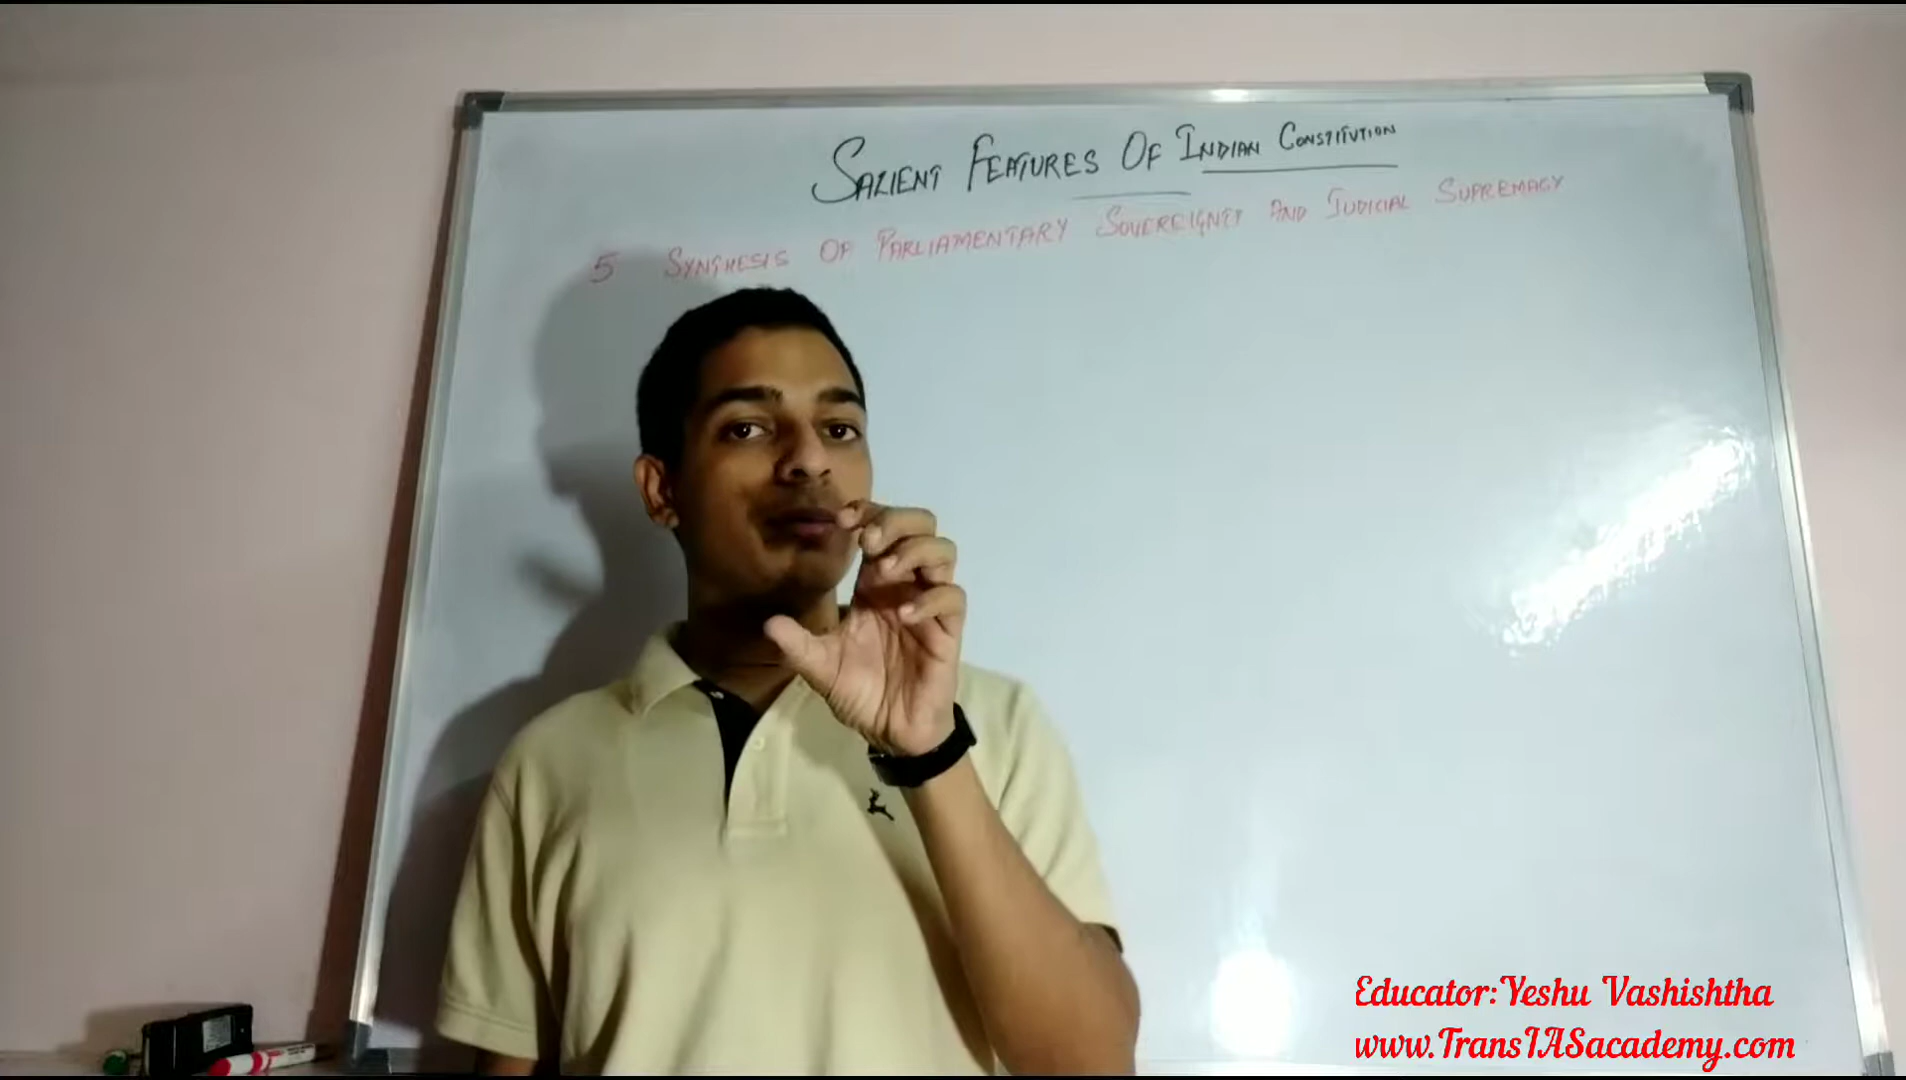 SALIENT FEATURES OF INDIAN CONSTITUTION
5 SYNTHESIS OF PARLIAMENTARY SOVEREIGNTY AND JUDICIAL SUPREMACY
Educator:Yeshu Vashishtha
www.TransIASacademy.com